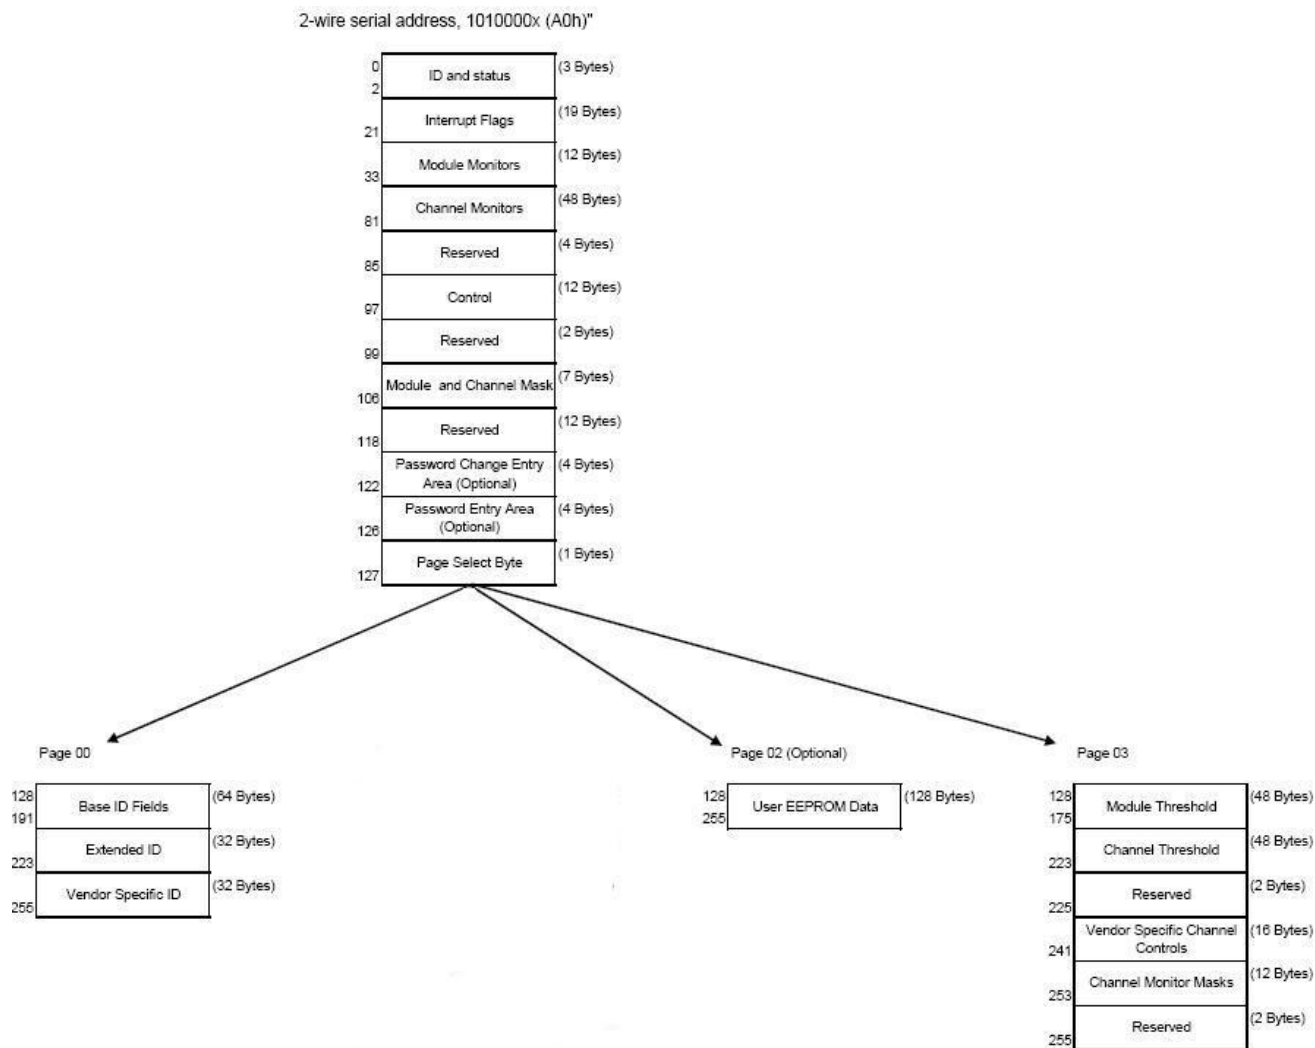 2-wire serial address, 1010000x (A0h)"
0
2
ID and status
(3 Bytes)
21
Interrupt Flags
(19 Bytes)
33
Module Monitors
(12 Bytes)
81
Channel Monitors
(48 Bytes)
85
Reserved
(4 Bytes)
97
Control
(12 Bytes)
99
Reserved
(2 Bytes)
106
Module and Channel Mask
(7 Bytes)
118
Reserved
(12 Bytes)
122
Password Change Entry
Area (Optional)
(4 Bytes)
126
Password Entry Area
(Optional)
(4 Bytes)
127
Page Select Byte
(1 Bytes)
Page 00
128
191
Base ID Fields
(64 Bytes)
223
Extended ID
(32 Bytes)
255
Vendor Specific ID
(32 Bytes)
Page 02 (Optional)
128
255
User EEPROM Data
(128 Bytes)
Page 03
128
175
Module Threshold
(48 Bytes)
223
Channel Threshold
(48 Bytes)
225
Reserved
(2 Bytes)
241
Vendor Specific Channel
Controls
(16 Bytes)
253
Channel Monitor Masks
(12 Bytes)
255
Reserved
(2 Bytes)